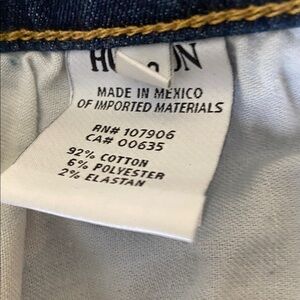 MADE IN MEXICO
OF IMPORTED MATERIALS
RN# 107906
CA# 00635
92% COTTON
6% POLYESTER
2% ELASTAN